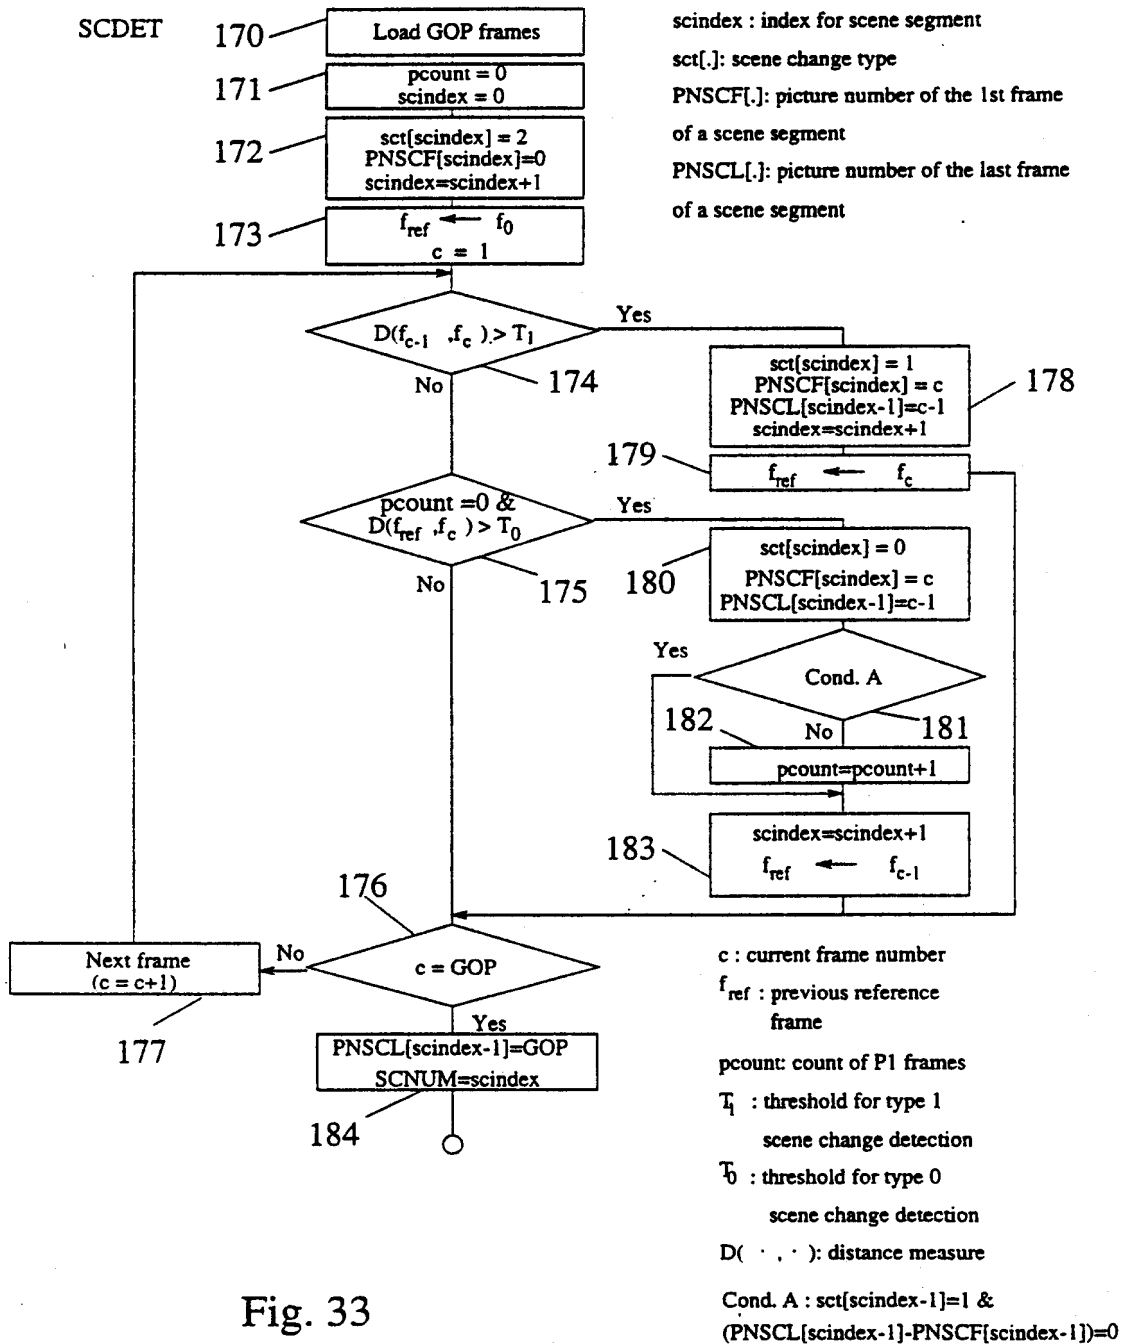 SCDET
170
Load GOP frames
171
pcount = 0
scindex = 0
172
sct[scindex] = 2
PNSCF[scindex]=0
scindex=scindex+1
173
f_ref ← f_0
c = 1
scindex : index for scene segment
sct[.]: scene change type
PNSCF[.]: picture number of the 1st frame
of a scene segment
PNSCL[.]: picture number of the last frame
of a scene segment
D(f_c-1 ,f_c ) > T_1
Yes
No
174
sct[scindex] = 1
PNSCF[scindex] = c
PNSCL[scindex-1]=c-1
scindex=scindex+1
178
179
f_ref ← f_c
pcount =0 &
D(f_ref ,f_c ) > T_0
Yes
No
175
180
sct[scindex] = 0
PNSCF[scindex] = c
PNSCL[scindex-1]=c-1
Yes
Cond. A
181
No
182
pcount=pcount+1
183
scindex=scindex+1
f_ref ← f_c-1
176
c = GOP
No
Next frame
(c = c+1)
177
Yes
PNSCL[scindex-1]=GOP
SCNUM=scindex
184
c : current frame number
f_ref : previous reference
frame
pcount: count of P1 frames
T_1 : threshold for type 1
scene change detection
T_0 : threshold for type 0
scene change detection
D( · , · ): distance measure
Cond. A : sct[scindex-1]=1 &
(PNSCL[scindex-1]-PNSCF[scindex-1])=0
Fig. 33